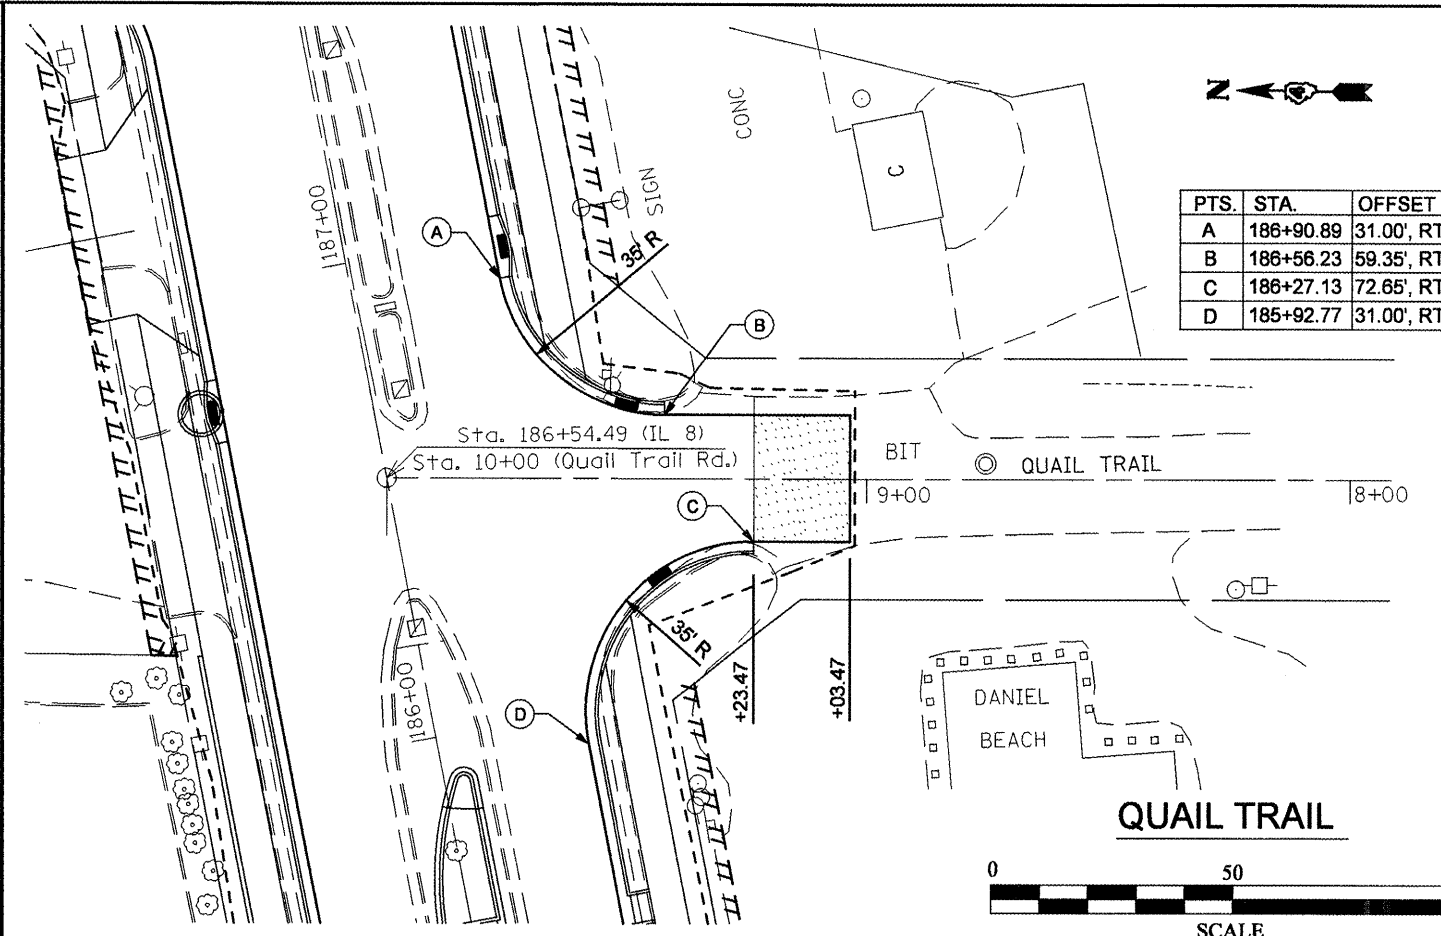 N
CONC
C
SIGN
187+00
35' R
A
B
PTS. STA. OFFSET
A 186+90.89 31.00', RT
B 186+56.23 59.35', RT
C 186+27.13 72.65', RT
D 185+92.77 31.00', RT
Sta. 186+54.49 (IL 8)
Sta. 10+00 (Quail Trail Rd.)
BIT
QUAIL TRAIL
9+00
8+00
C
35' R
186+00
D
+23.47
+03.47
DANIEL
BEACH
QUAIL TRAIL
0 50
SCALE